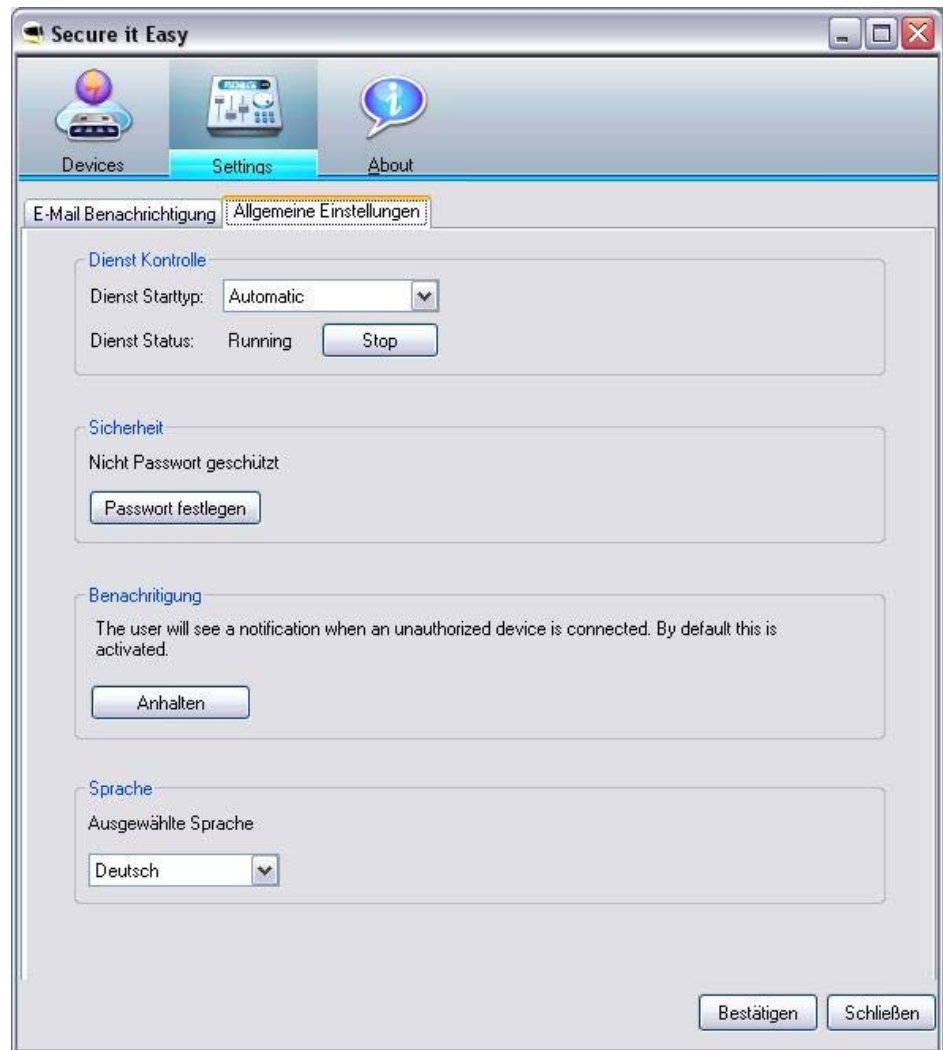 Secure it Easy
Devices
Settings
About
E-Mail Benachrichtigung
Allgemeine Einstellungen
Dienst Kontrolle
Dienst Starttyp: Automatic
Dienst Status: Running Stop
Sicherheit
Nicht Passwort geschützt
Passwort festlegen
Benachritigung
The user will see a notification when an unauthorized device is connected. By default this is
activated.
Anhalten
Sprache
Ausgewählte Sprache
Deutsch
Bestätigen
Schließen